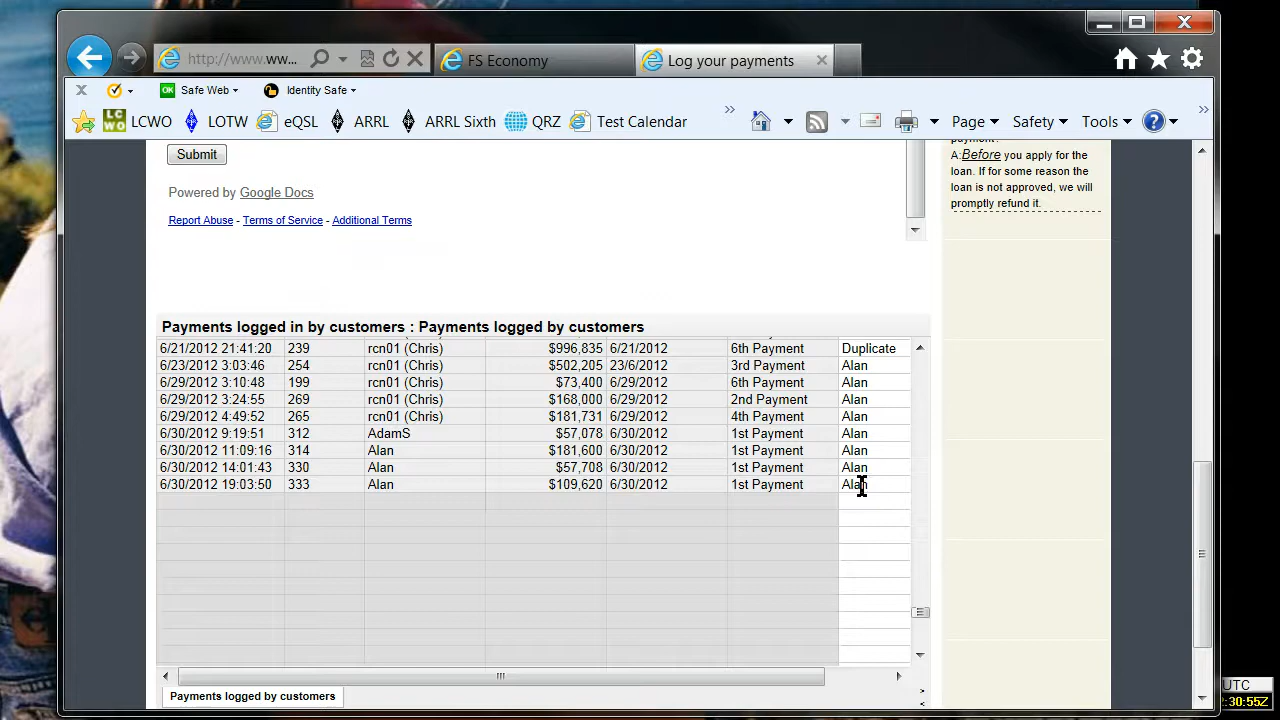 http://www.ww...
FS Economy
Log your payments
Safe Web
Identity Safe
LCWO
LOTW
eQSL
ARRL
ARRL Sixth
QRZ
Test Calendar
Page
Safety
Tools
Submit
Powered by Google Docs
Report Abuse - Terms of Service - Additional Terms
A:Before you apply for the
loan. If for some reason the
loan is not approved, we will
promptly refund it.
Payments logged in by customers : Payments logged by customers
6/21/2012 21:41:20 239 rcn01 (Chris) $996,835 6/21/2012 6th Payment Duplicate
6/23/2012 3:03:46 254 rcn01 (Chris) $502,205 23/6/2012 3rd Payment Alan
6/29/2012 3:10:48 199 rcn01 (Chris) $73,400 6/29/2012 6th Payment Alan
6/29/2012 3:24:55 269 rcn01 (Chris) $168,000 6/29/2012 2nd Payment Alan
6/29/2012 4:49:52 265 rcn01 (Chris) $181,731 6/29/2012 4th Payment Alan
6/30/2012 9:19:51 312 AdamS $57,078 6/30/2012 1st Payment Alan
6/30/2012 11:09:16 314 Alan $181,600 6/30/2012 1st Payment Alan
6/30/2012 14:01:43 330 Alan $57,708 6/30/2012 1st Payment Alan
6/30/2012 19:03:50 333 Alan $109,620 6/30/2012 1st Payment Alan
Payments logged by customers
UTC
:30:55Z